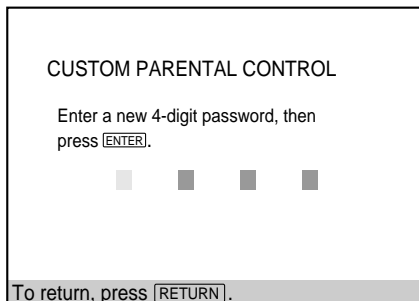 CUSTOM PARENTAL CONTROL
Enter a new 4-digit password, then
press ENTER.
To return, press RETURN.